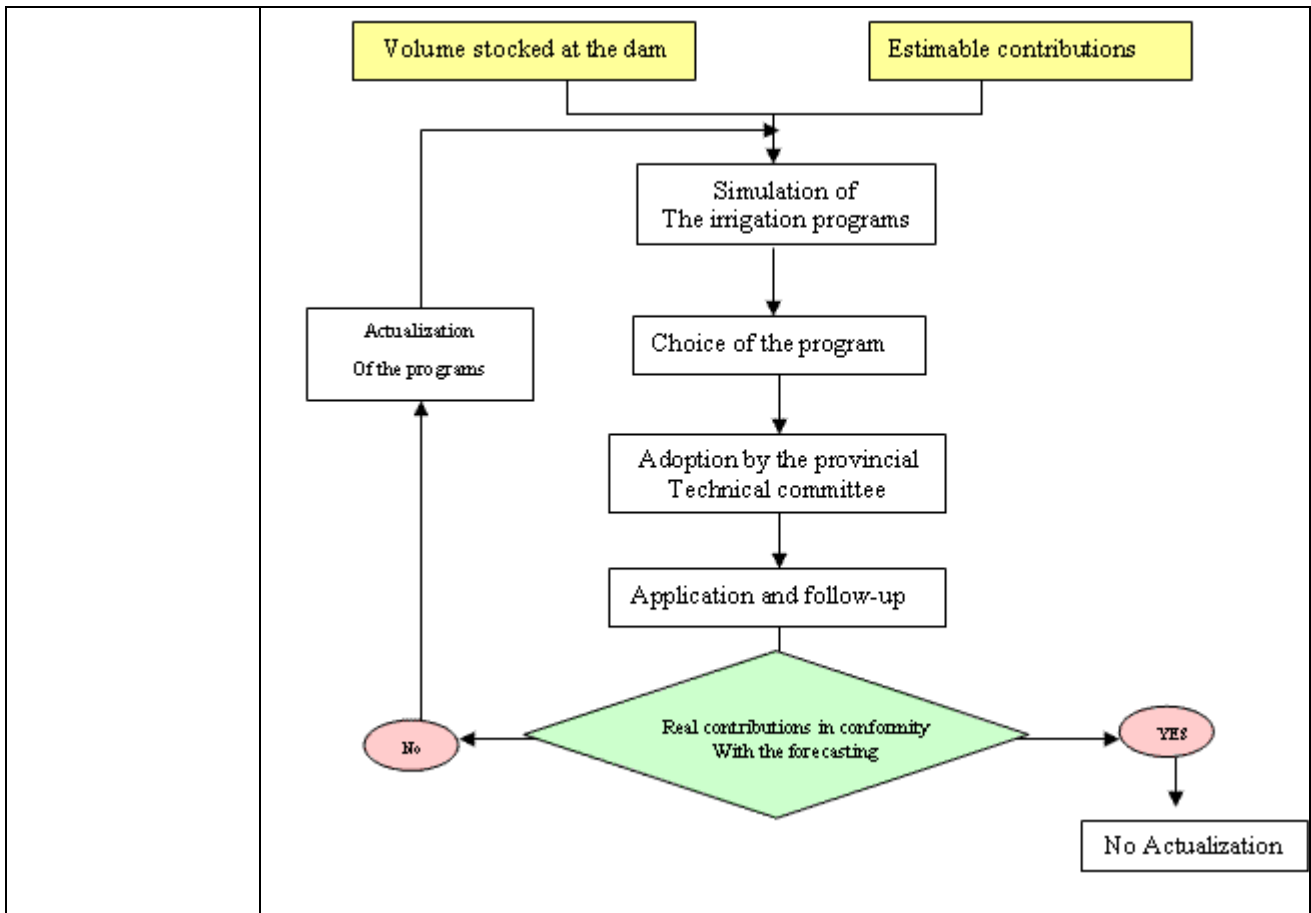 Volume stocked at the dam
Estimable contributions
Simulation of
The irrigation programs
Actualization
Of the programs
Choice of the program
Adoption by the provincial
Technical committee
Application and follow-up
Real contributions in conformity
With the forecasting
No
YES
No Actualization